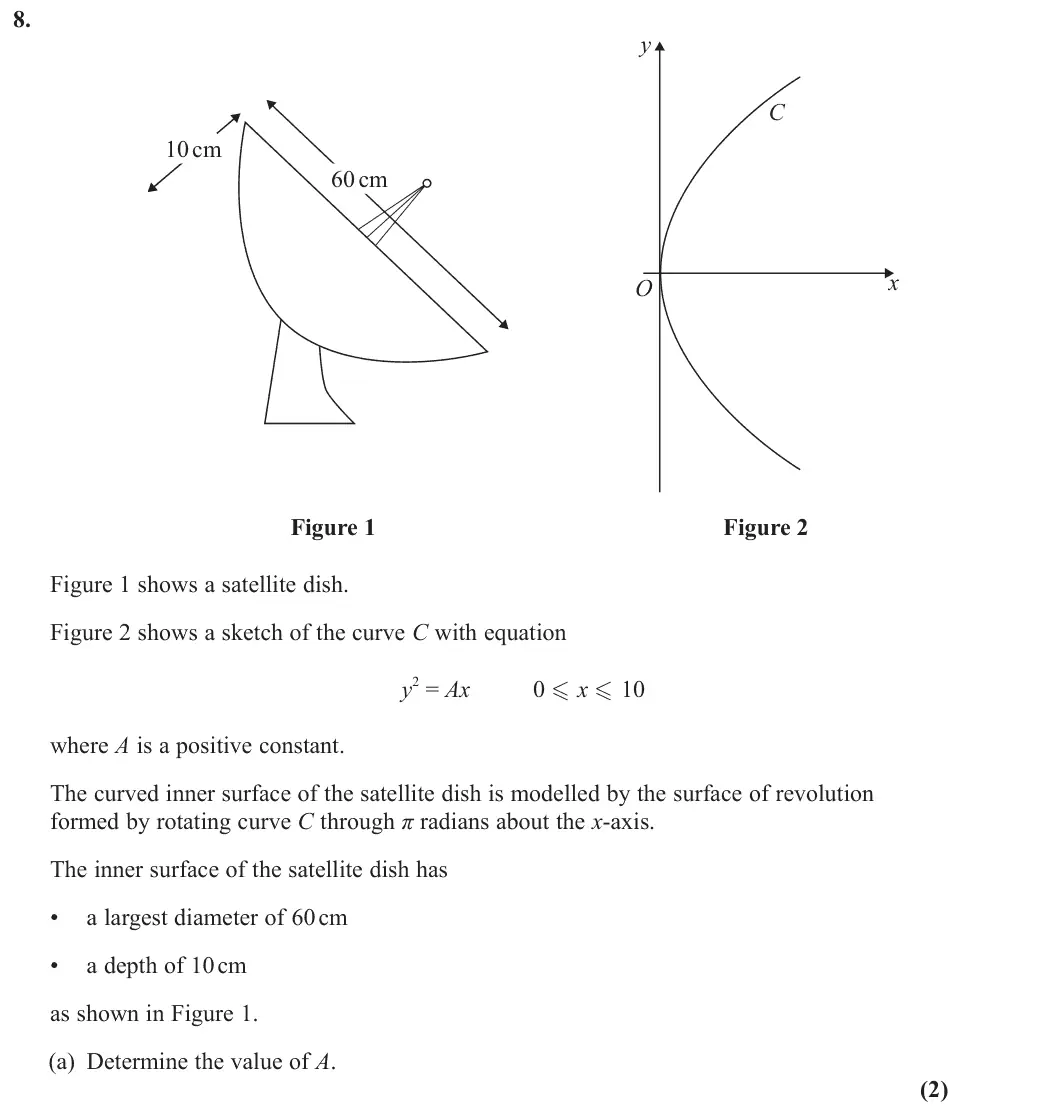 8.
y
C
10 cm
60 cm
O
x
Figure 1
Figure 2
Figure 1 shows a satellite dish.
Figure 2 shows a sketch of the curve C with equation
y² = Ax 0 ⩽ x ⩽ 10
where A is a positive constant.
The curved inner surface of the satellite dish is modelled by the surface of revolution
formed by rotating curve C through π radians about the x-axis.
The inner surface of the satellite dish has
• a largest diameter of 60 cm
• a depth of 10 cm
as shown in Figure 1.
(a) Determine the value of A.
(2)